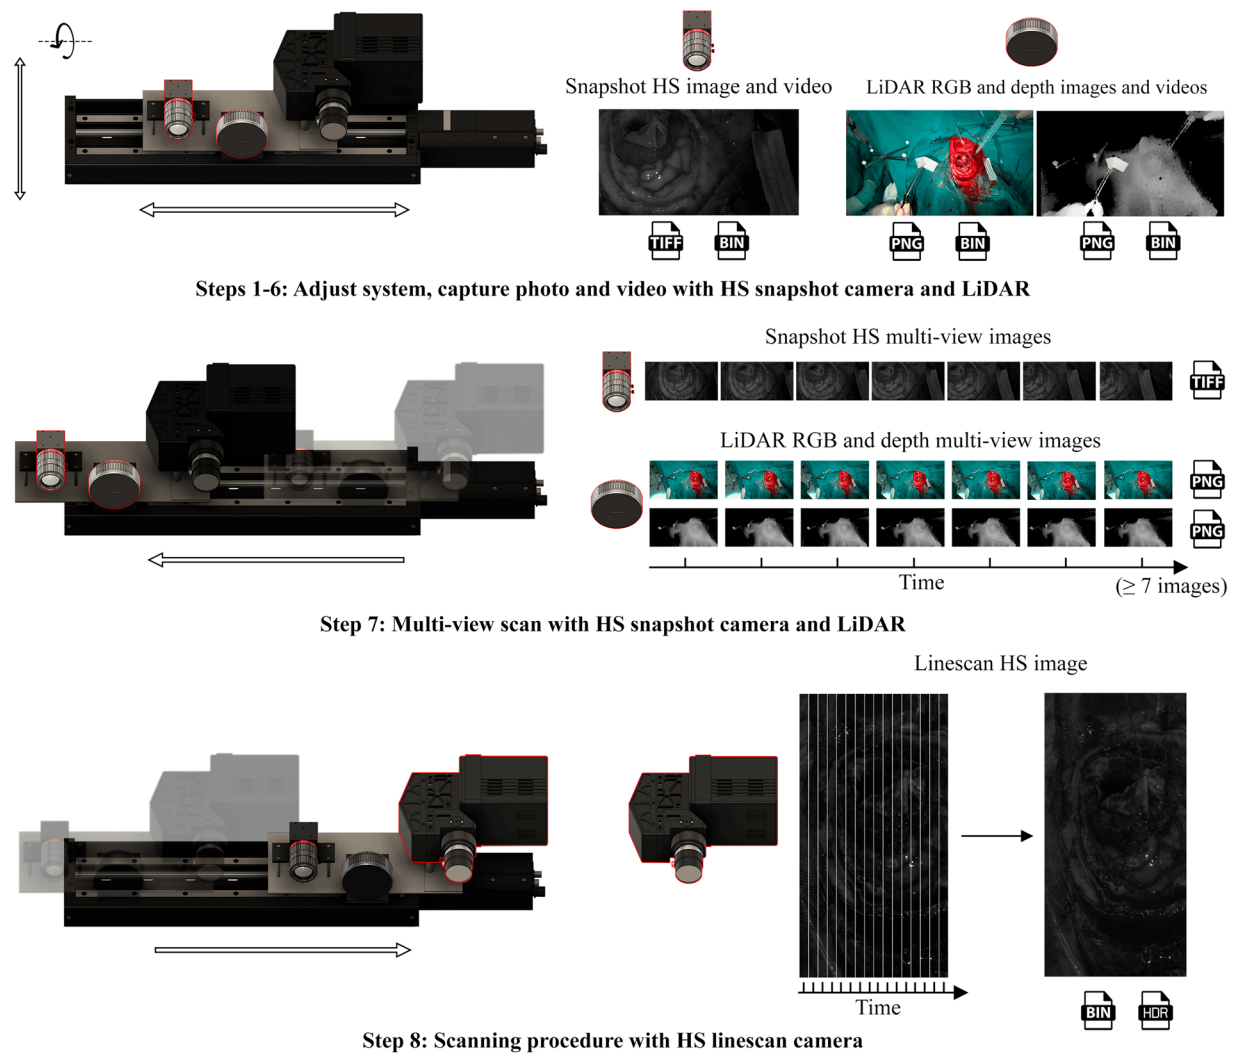 Snapshot HS image and video
LiDAR RGB and depth images and videos
TIFF
BIN
PNG
BIN
PNG
BIN
Steps 1-6: Adjust system, capture photo and video with HS snapshot camera and LiDAR
Snapshot HS multi-view images
TIFF
LiDAR RGB and depth multi-view images
PNG
PNG
Time
(≥ 7 images)
Step 7: Multi-view scan with HS snapshot camera and LiDAR
Linescan HS image
Time
BIN
HDR
Step 8: Scanning procedure with HS linescan camera